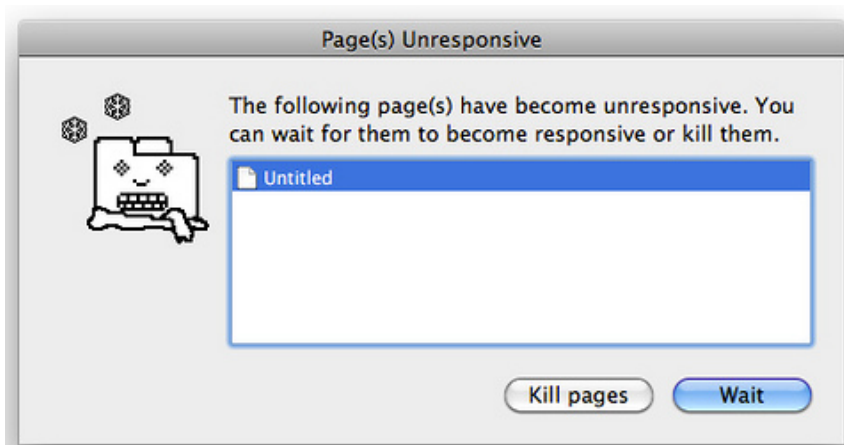 Page(s) Unresponsive
The following page(s) have become unresponsive. You
can wait for them to become responsive or kill them.
Untitled
Kill pages
Wait